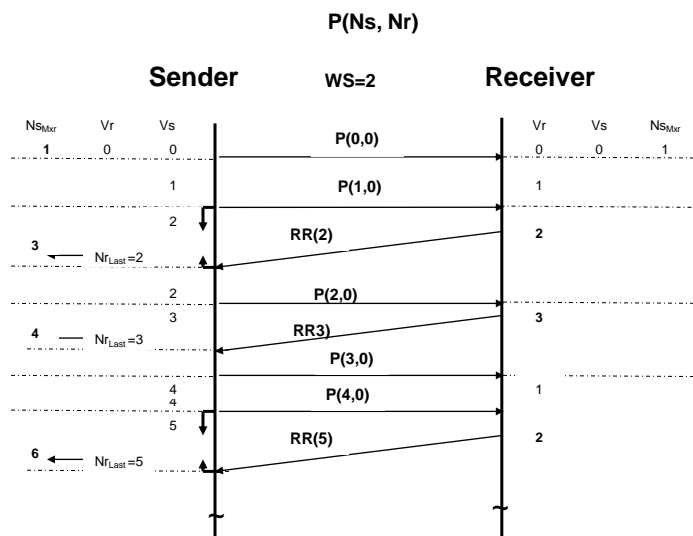 P(Ns, Nr)
Sender WS=2 Receiver
NsMxr Vr Vs Vr Vs NsMxr
1 0 0 P(0,0) 0 0 1
1 P(1,0) 1
2
RR(2) 2
3 NrLast=2
2 P(2,0)
3 RR3) 3
4 NrLast=3
P(3,0)
4 1
4 P(4,0)
5
RR(5) 2
6 NrLast=5
~ ~